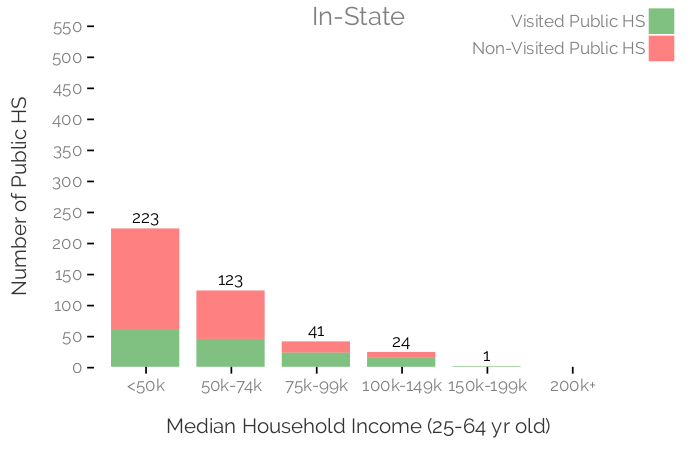 In-State
Visited Public HS
Non-Visited Public HS
Number of Public HS
550
500
450
400
350
300
250
200
150
100
50
0
223
123
41
24
1
<50k
50k-74k
75k-99k
100k-149k
150k-199k
200k+
Median Household Income (25-64 yr old)